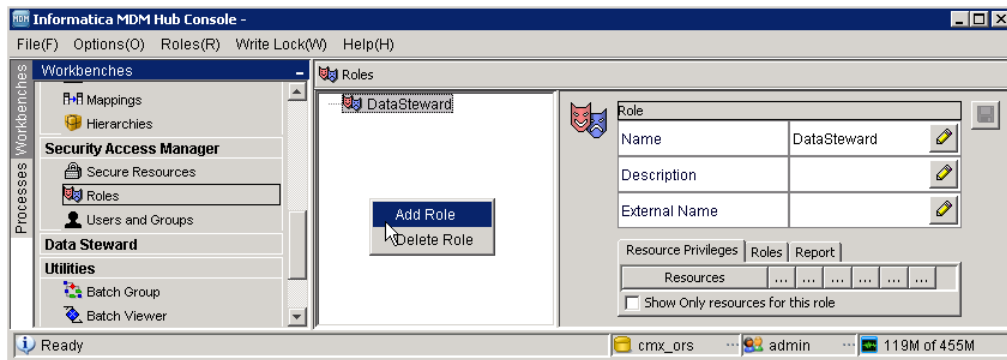 MDM Informatica MDM Hub Console -
File(F) Options(O) Roles(R) Write Lock(W) Help(H)
Processes Workbenches
Workbenches
Mappings
Hierarchies
Security Access Manager
Secure Resources
Roles
Users and Groups
Data Steward
Utilities
Batch Group
Batch Viewer
Roles
DataSteward
Add Role
Delete Role
Role
Name DataSteward
Description
External Name
Resource Privileges Roles Report
Resources ... ... ... ... ... ...
Show Only resources for this role
Ready cmx_ors ... admin ... 119M of 455M